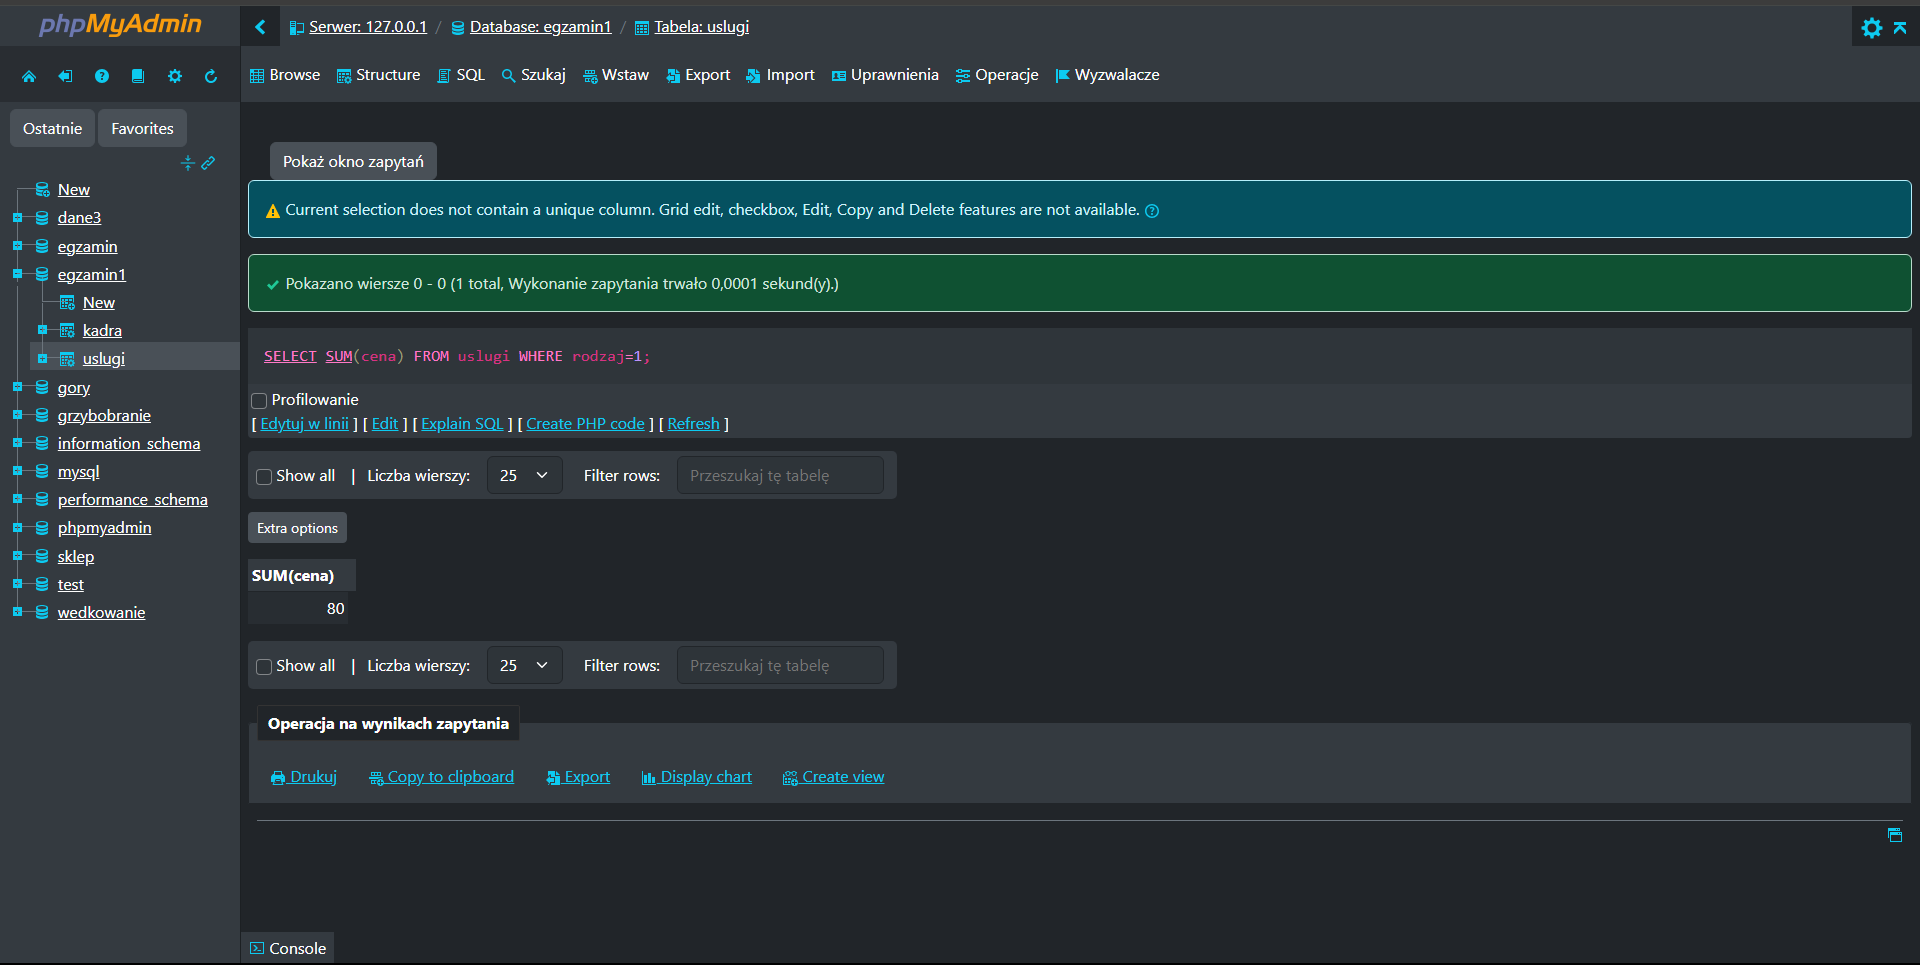 phpMyAdmin
Ostatnie Favorites
New
dane3
egzamin
egzamin1
New
kadra
uslugi
gory
grzybobranie
information_schema
mysql
performance_schema
phpmyadmin
sklep
test
wedkowanie
Serwer: 127.0.0.1 / Database: egzamin1 / Tabela: uslugi
Browse Structure SQL Szukaj Wstaw Export Import Uprawnienia Operacje Wyzwalacze
Pokaż okno zapytań
Current selection does not contain a unique column. Grid edit, checkbox, Edit, Copy and Delete features are not available.
Pokazano wiersze 0 - 0 (1 total, Wykonanie zapytania trwało 0,0001 sekund(y).)
SELECT SUM(cena) FROM uslugi WHERE rodzaj=1;
Profilowanie
[ Edytuj w linii ] [ Edit ] [ Explain SQL ] [ Create PHP code ] [ Refresh ]
Show all | Liczba wierszy: 25 Filter rows: Przeszukaj tę tabelę
Extra options
SUM(cena)
80
Show all | Liczba wierszy: 25 Filter rows: Przeszukaj tę tabelę
Operacja na wynikach zapytania
Drukuj Copy to clipboard Export Display chart Create view
Console